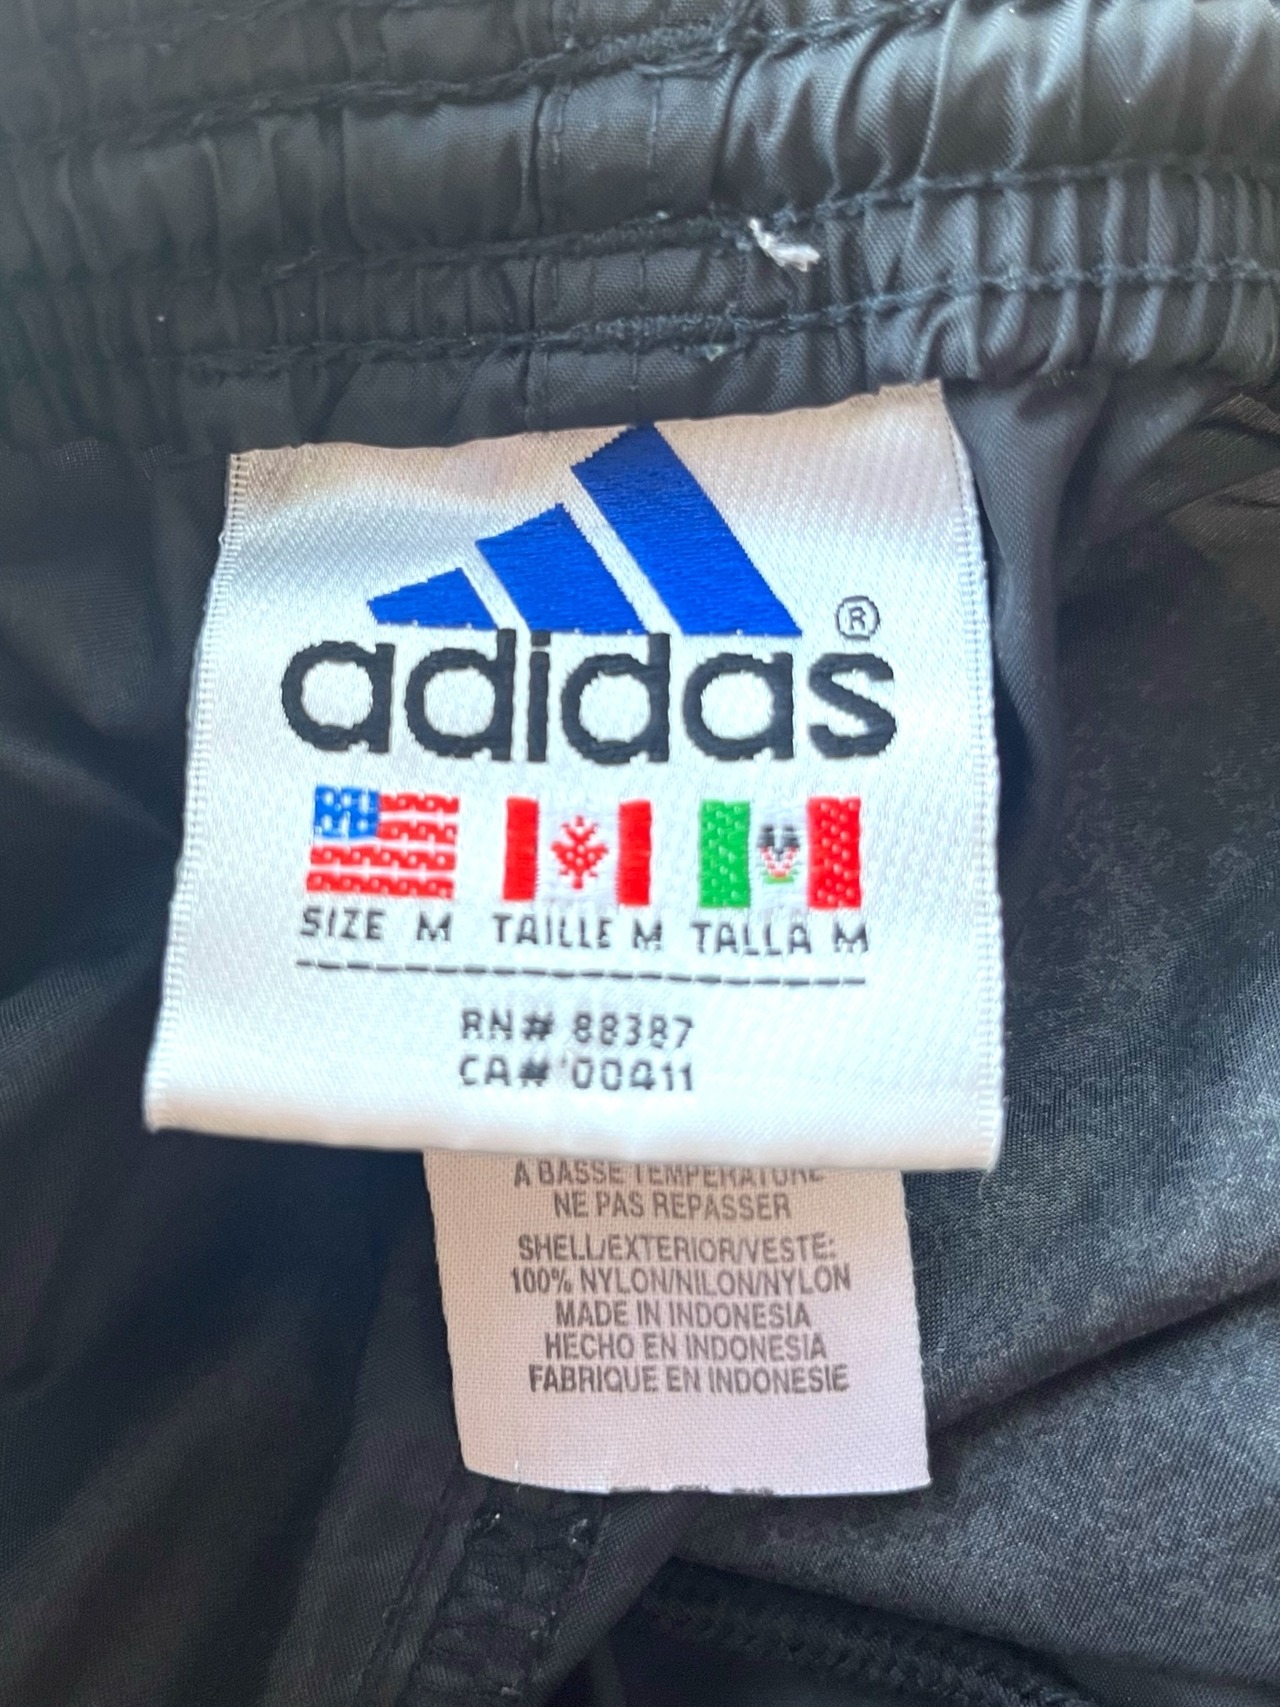 ®
adidas
SIZE M TAILLE M TALLA M
RN# 88387
CA# 00411
A BASSE TEMPERATURE
NE PAS REPASSER
SHELL/EXTERIOR/VESTE:
100% NYLON/NILON/NYLON
MADE IN INDONESIA
HECHO EN INDONESIA
FABRIQUE EN INDONESIE